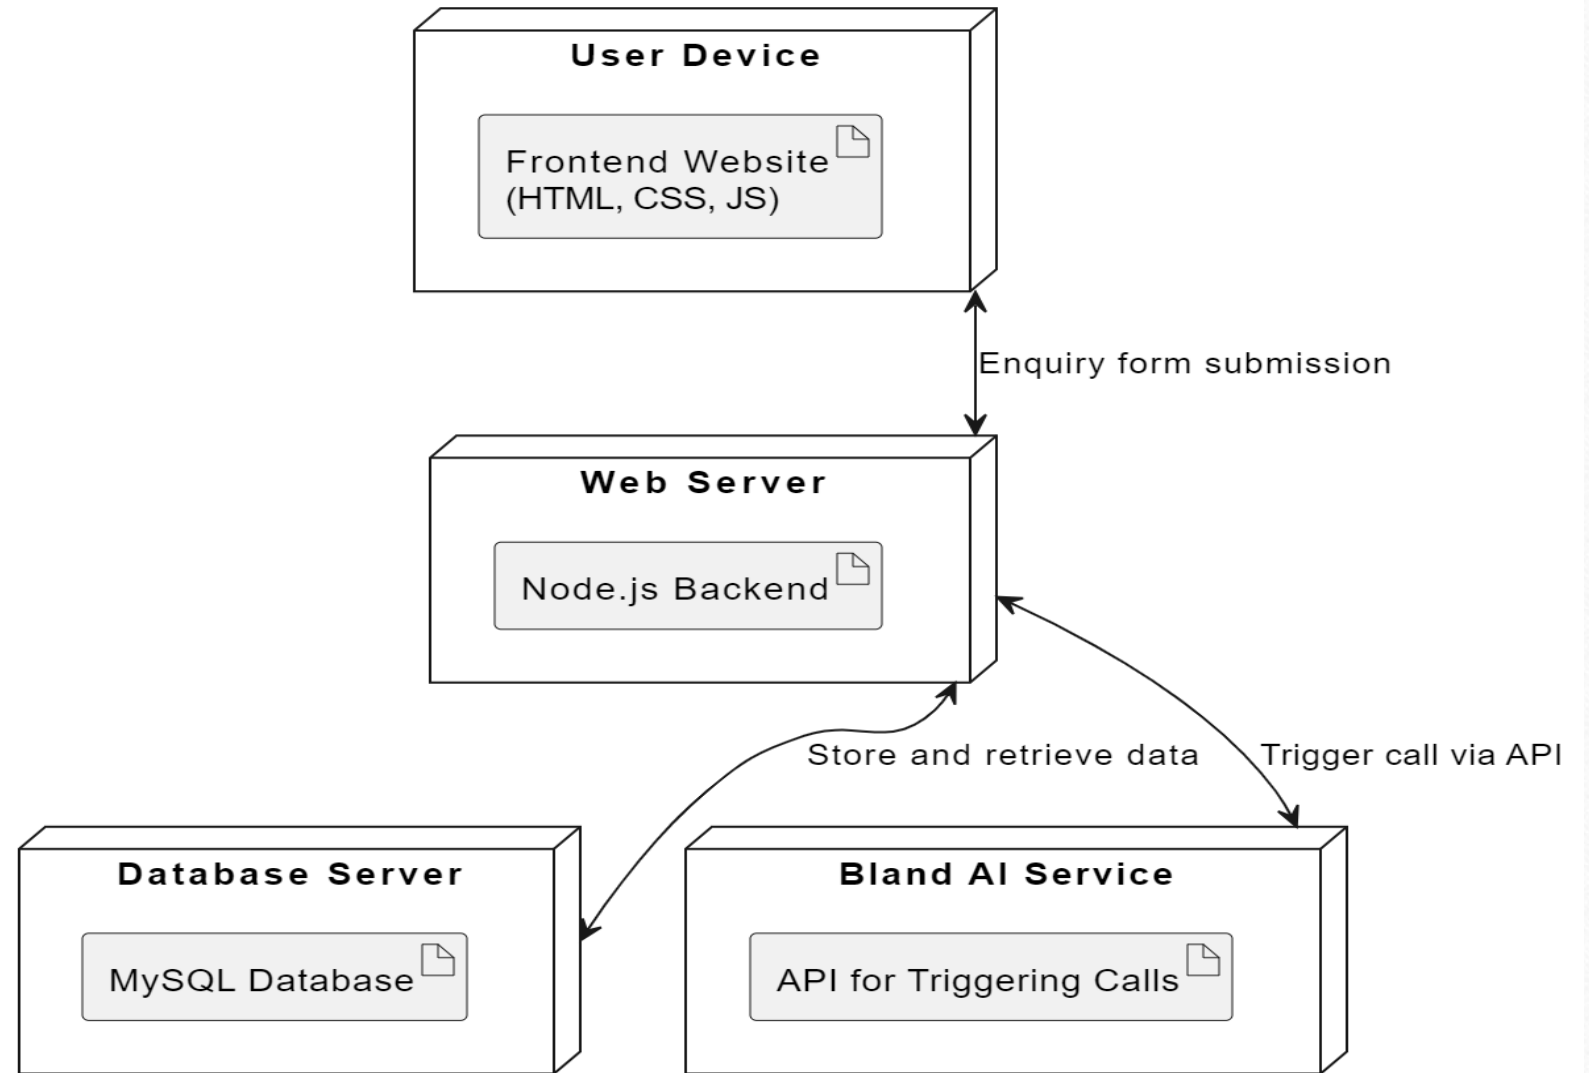 User Device
Frontend Website
(HTML, CSS, JS)
Enquiry form submission
Web Server
Node.js Backend
Store and retrieve data
Trigger call via API
Database Server
MySQL Database
Bland AI Service
API for Triggering Calls